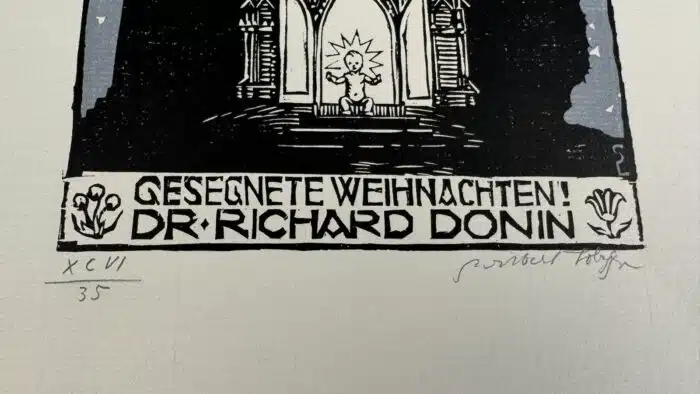 GESEGNETE WEIHNACHTEN!
DR·RICHARD DONIN
XCVI
35